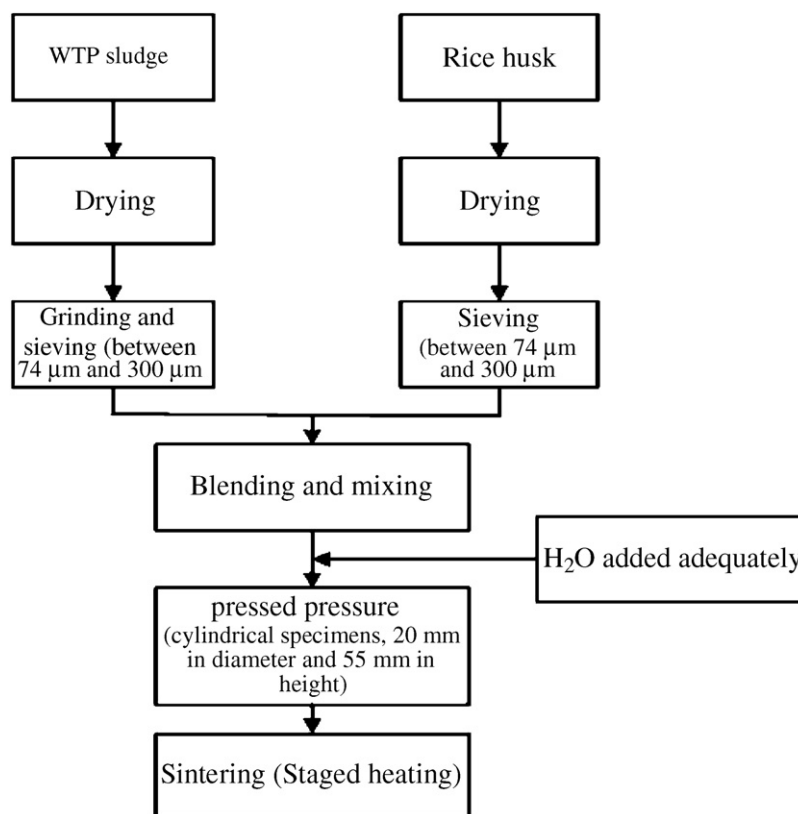 WTP sludge
Rice husk
Drying
Drying
Grinding and
sieving (between
74 μm and 300 μm
Sieving
(between 74 μm
and 300 μm
Blending and mixing
H₂O added adequately
pressed pressure
(cylindrical specimens, 20 mm
in diameter and 55 mm in
height)
Sintering (Staged heating)